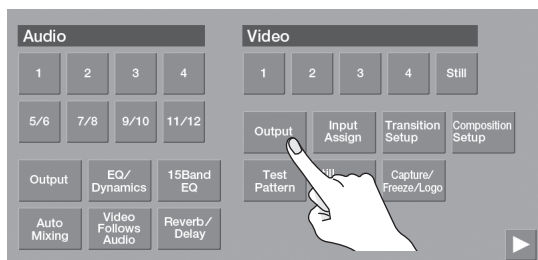 Audio
1 2 3 4
5/6 7/8 9/10 11/12
Output
EQ/
Dynamics
15Band
EQ
Auto
Mixing
Video
Follows
Audio
Reverb/
Delay
Video
1 2 3 4 Still
Output
Input
Assign
Transition
Setup
Composition
Setup
Test
Pattern
Capture/
Freeze/Logo